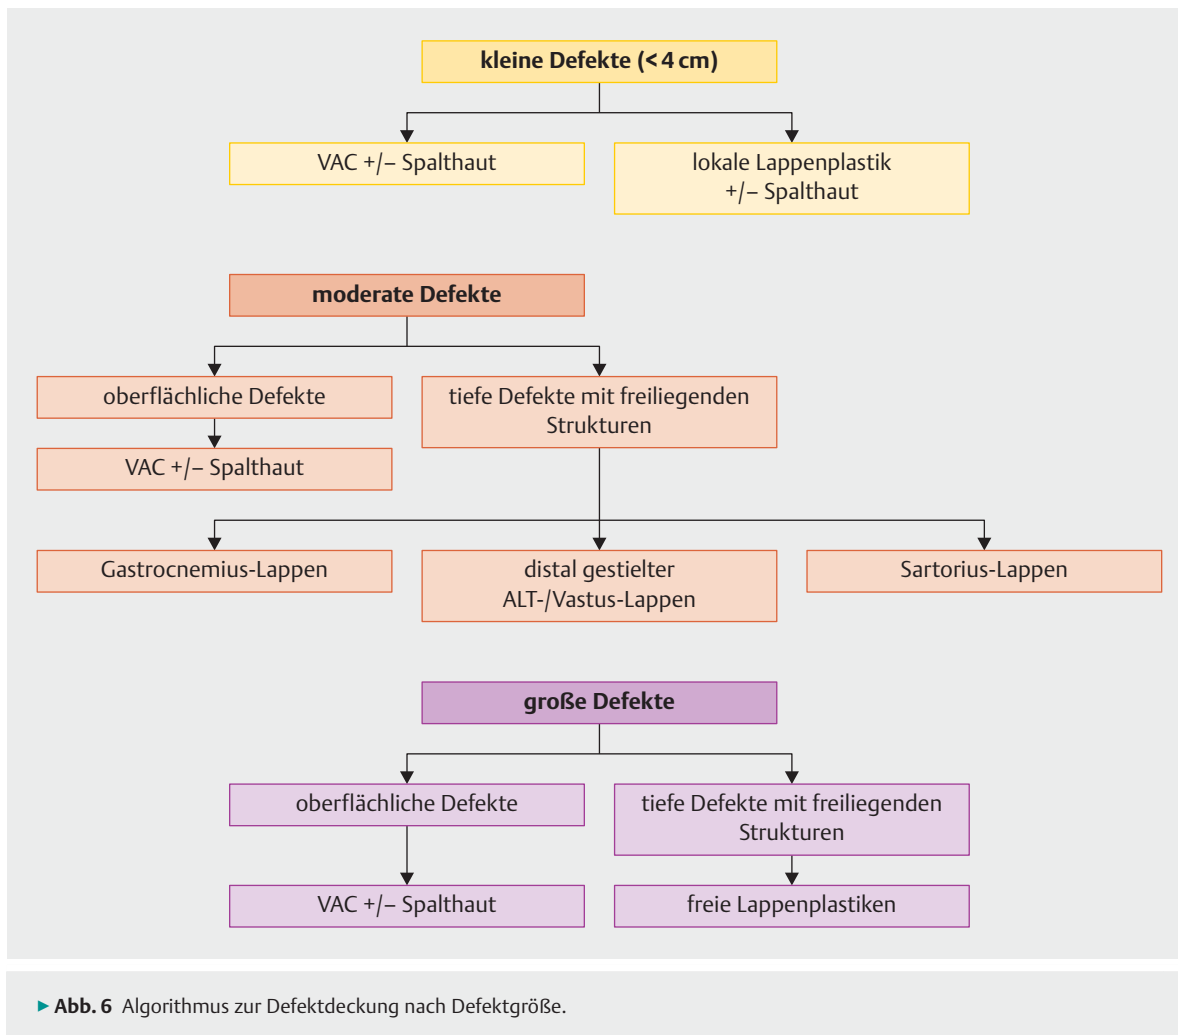 kleine Defekte (< 4 cm)
VAC +/– Spalthaut
lokale Lappenplastik
+/– Spalthaut
moderate Defekte
oberflächliche Defekte
tiefe Defekte mit freiliegenden
Strukturen
VAC +/– Spalthaut
Gastrocnemius-Lappen
distal gestielter
ALT-/Vastus-Lappen
Sartorius-Lappen
große Defekte
oberflächliche Defekte
tiefe Defekte mit freiliegenden
Strukturen
VAC +/– Spalthaut
freie Lappenplastiken
▶ Abb. 6 Algorithmus zur Defektdeckung nach Defektgröße.